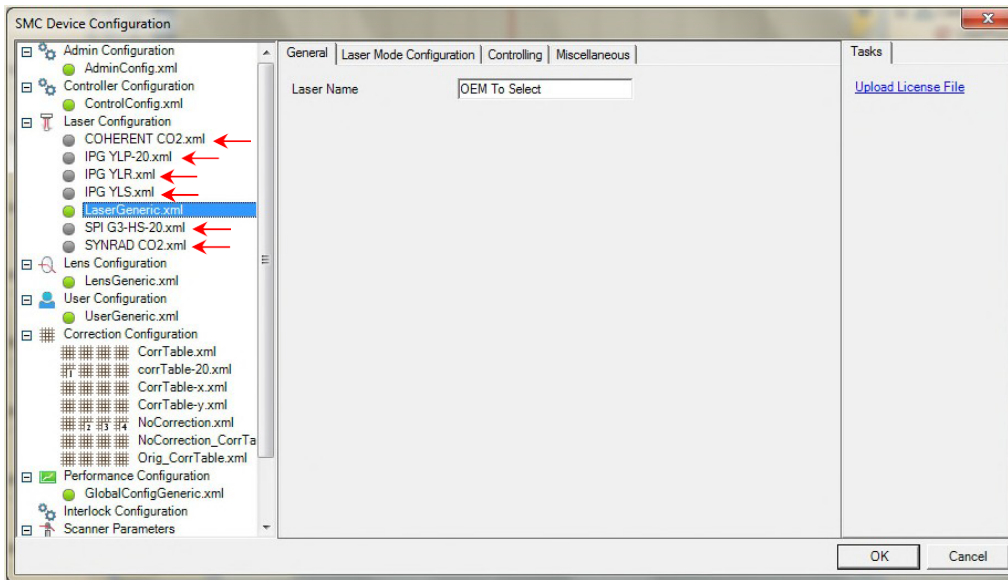 SMC Device Configuration
x
Admin Configuration
AdminConfig.xml
Controller Configuration
ControlConfig.xml
Laser Configuration
COHERENT CO2.xml
IPG YLP-20.xml
IPG YLR.xml
IPG YLS.xml
LaserGeneric.xml
SPI G3-HS-20.xml
SYNRAD CO2.xml
Lens Configuration
LensGeneric.xml
User Configuration
UserGeneric.xml
Correction Configuration
CorrTable.xml
1 corrTable-20.xml
CorrTable-x.xml
CorrTable-y.xml
2 3 4 NoCorrection.xml
NoCorrection_CorrTa
Orig_CorrTable.xml
Performance Configuration
GlobalConfigGeneric.xml
Interlock Configuration
Scanner Parameters
General Laser Mode Configuration Controlling Miscellaneous
Laser Name OEM To Select
Tasks
Upload License File
OK Cancel